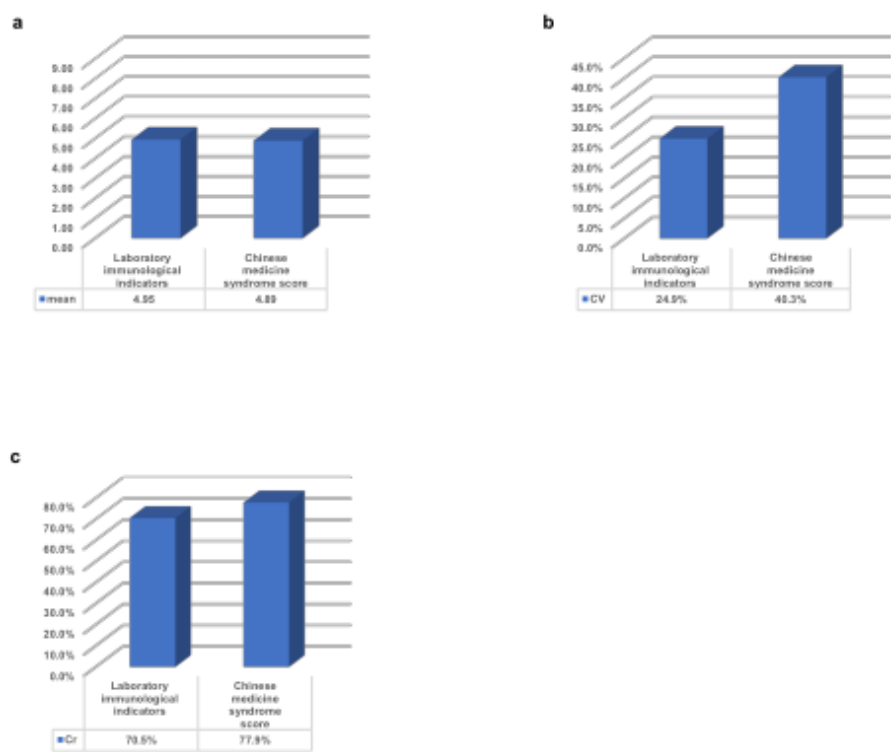 a
9.00
8.00
7.00
6.00
5.00
4.00
3.00
2.00
1.00
0.00
Laboratory immunological indicators
Chinese medicine syndrome score
mean 4.95 4.89
b
45.0%
40.0%
35.0%
30.0%
25.0%
20.0%
15.0%
10.0%
5.0%
0.0%
Laboratory immunological indicators
Chinese medicine syndrome score
CV 24.9% 40.3%
c
80.0%
70.0%
60.0%
50.0%
40.0%
30.0%
20.0%
10.0%
0.0%
Laboratory immunological indicators
Chinese medicine syndrome score
Cr 70.5% 77.9%